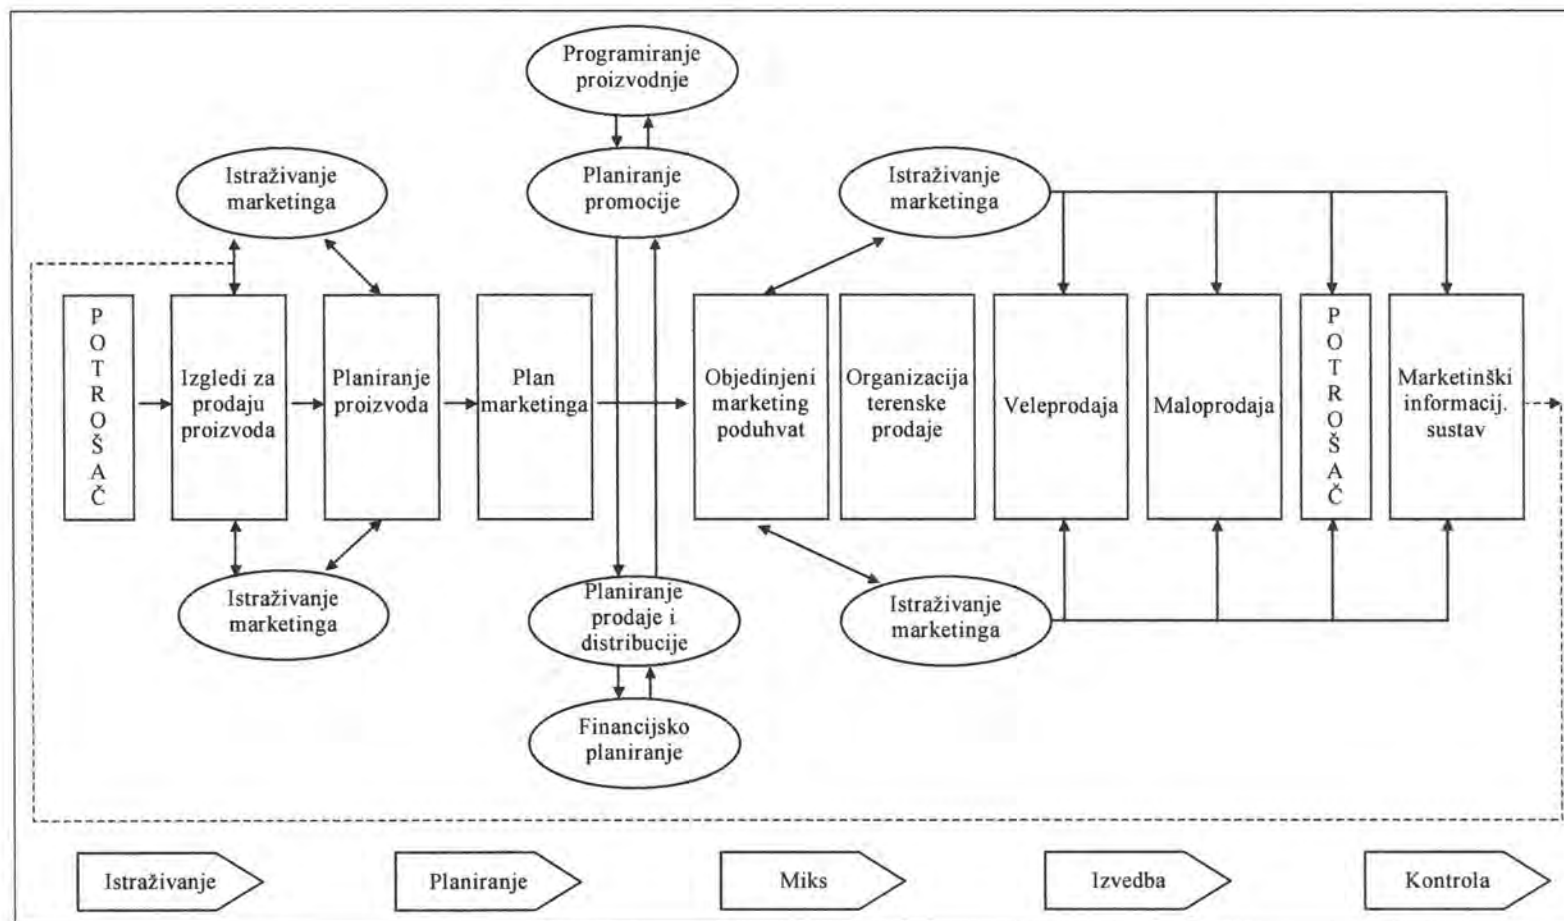 Programiranje
proizvodnje
Istraživanje
marketinga
Planiranje
promocije
Istraživanje
marketinga
POTROŠAČ
Izgledi za
prodaju
proizvoda
Planiranje
proizvoda
Plan
marketinga
Objedinjeni
marketing
poduhvat
Organizacija
terenske
prodaje
Veleprodaja
Maloprodaja
POTROŠAČ
Marketinški
informacij.
sustav
Istraživanje
marketinga
Planiranje
prodaje i
distribucije
Istraživanje
marketinga
Financijsko
planiranje
Istraživanje
Planiranje
Miks
Izvedba
Kontrola